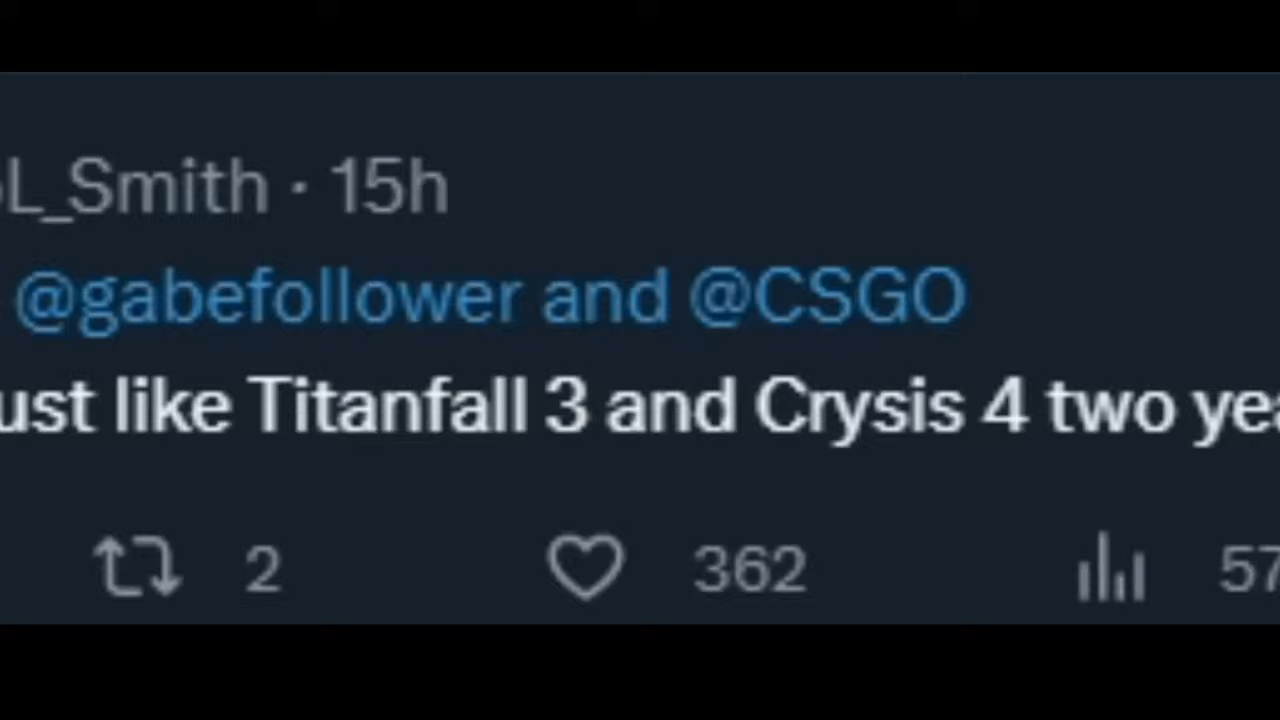 L_Smith · 15h
@gabefollower and @CSGO
ust like Titanfall 3 and Crysis 4 two yea
2 362 57